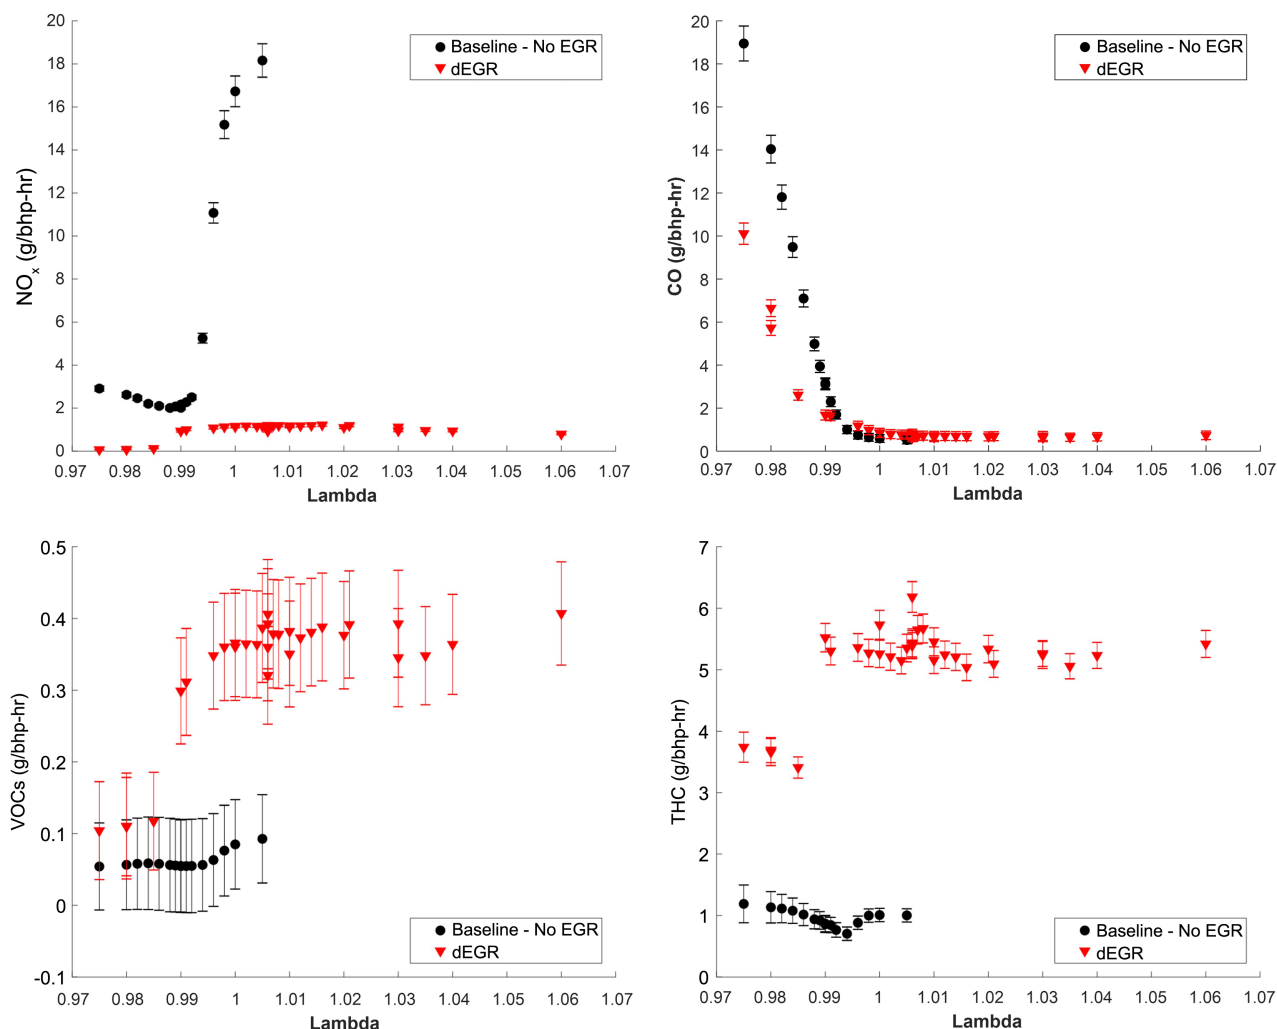 20
18
16
14
12
10
8
6
4
2
0
NOx (g/bhp-hr)
Baseline - No EGR
dEGR
0.97 0.98 0.99 1 1.01 1.02 1.03 1.04 1.05 1.06 1.07
Lambda
20
18
16
14
12
10
8
6
4
2
0
CO (g/bhp-hr)
Baseline - No EGR
dEGR
0.97 0.98 0.99 1 1.01 1.02 1.03 1.04 1.05 1.06 1.07
Lambda
0.5
0.4
0.3
0.2
0.1
0
-0.1
VOCs (g/bhp-hr)
Baseline - No EGR
dEGR
0.97 0.98 0.99 1 1.01 1.02 1.03 1.04 1.05 1.06 1.07
Lambda
7
6
5
4
3
2
1
0
THC (g/bhp-hr)
Baseline - No EGR
dEGR
0.97 0.98 0.99 1 1.01 1.02 1.03 1.04 1.05 1.06 1.07
Lambda